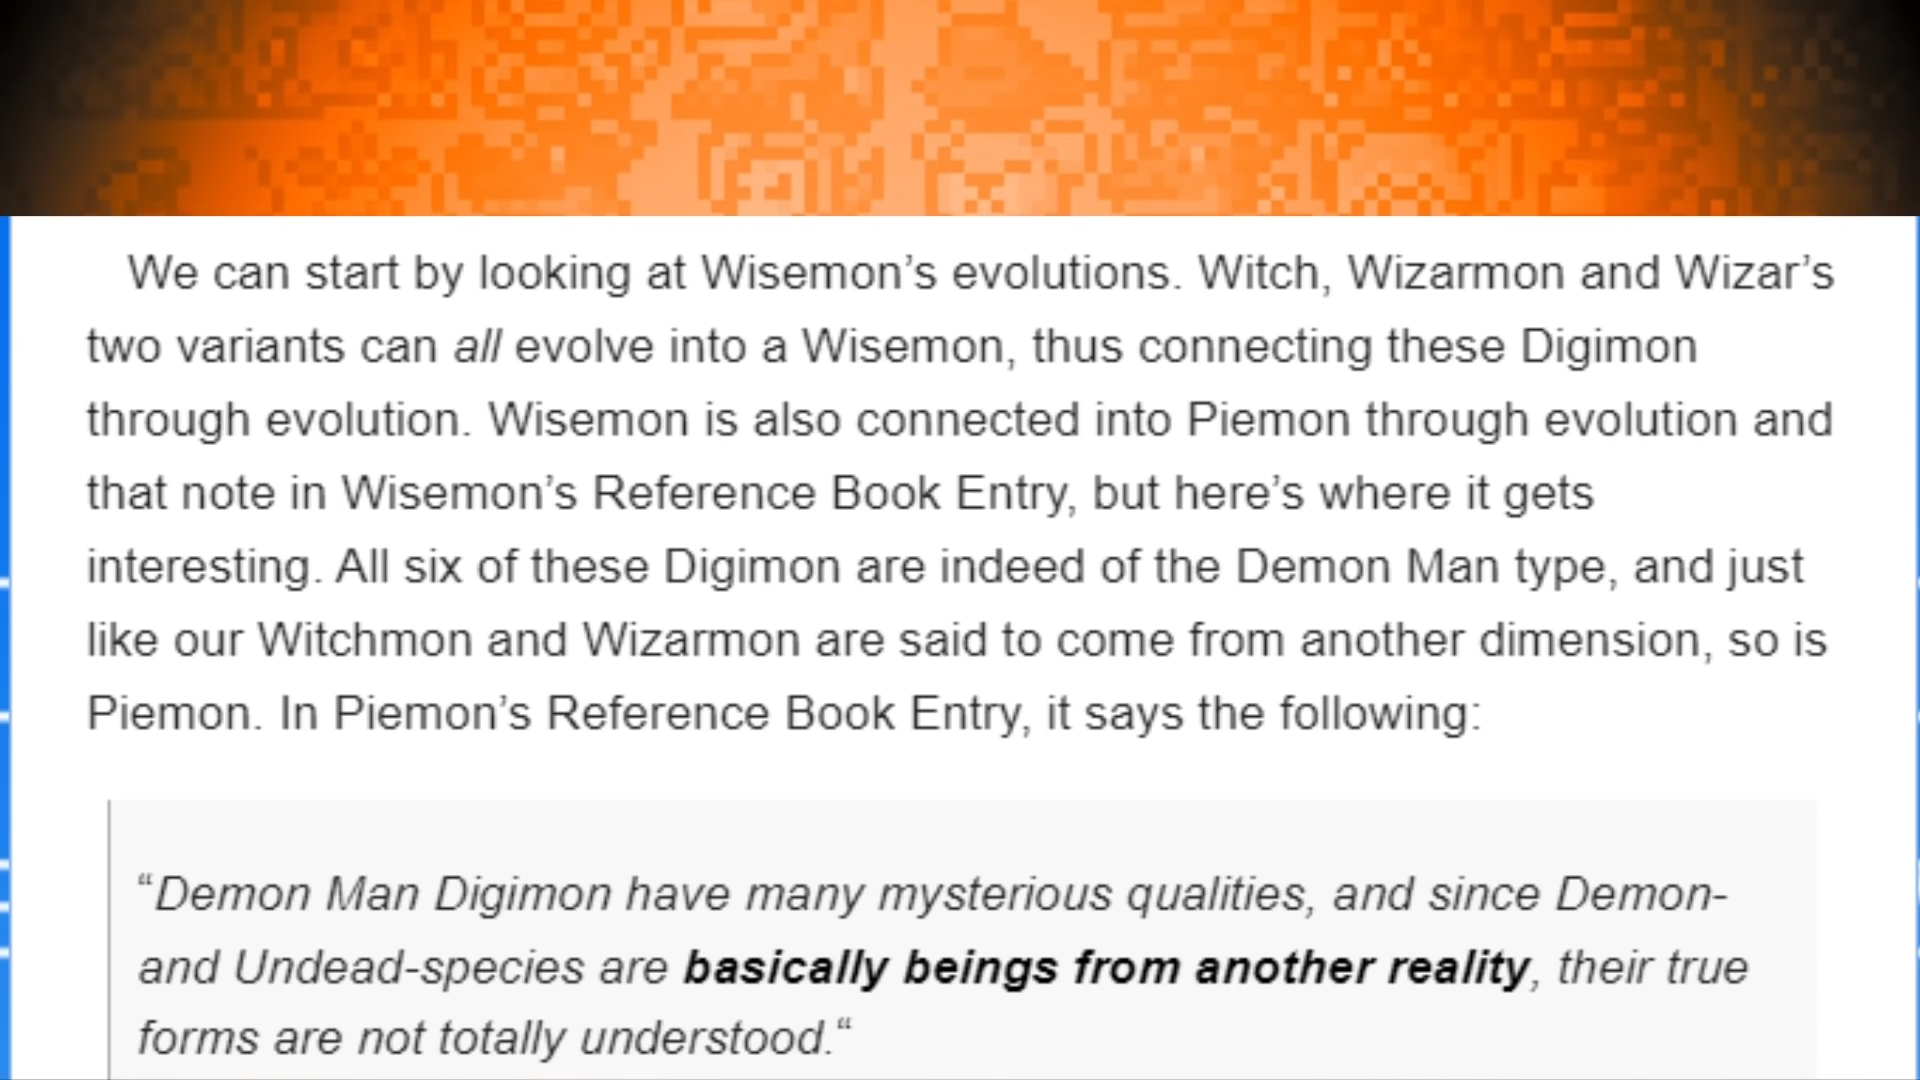 We can start by looking at Wisemon’s evolutions. Witch, Wizarmon and Wizar’s
two variants can all evolve into a Wisemon, thus connecting these Digimon
through evolution. Wisemon is also connected into Piemon through evolution and
that note in Wisemon’s Reference Book Entry, but here’s where it gets
interesting. All six of these Digimon are indeed of the Demon Man type, and just
like our Witchmon and Wizarmon are said to come from another dimension, so is
Piemon. In Piemon’s Reference Book Entry, it says the following:
“Demon Man Digimon have many mysterious qualities, and since Demon-
and Undead-species are basically beings from another reality, their true
forms are not totally understood.“